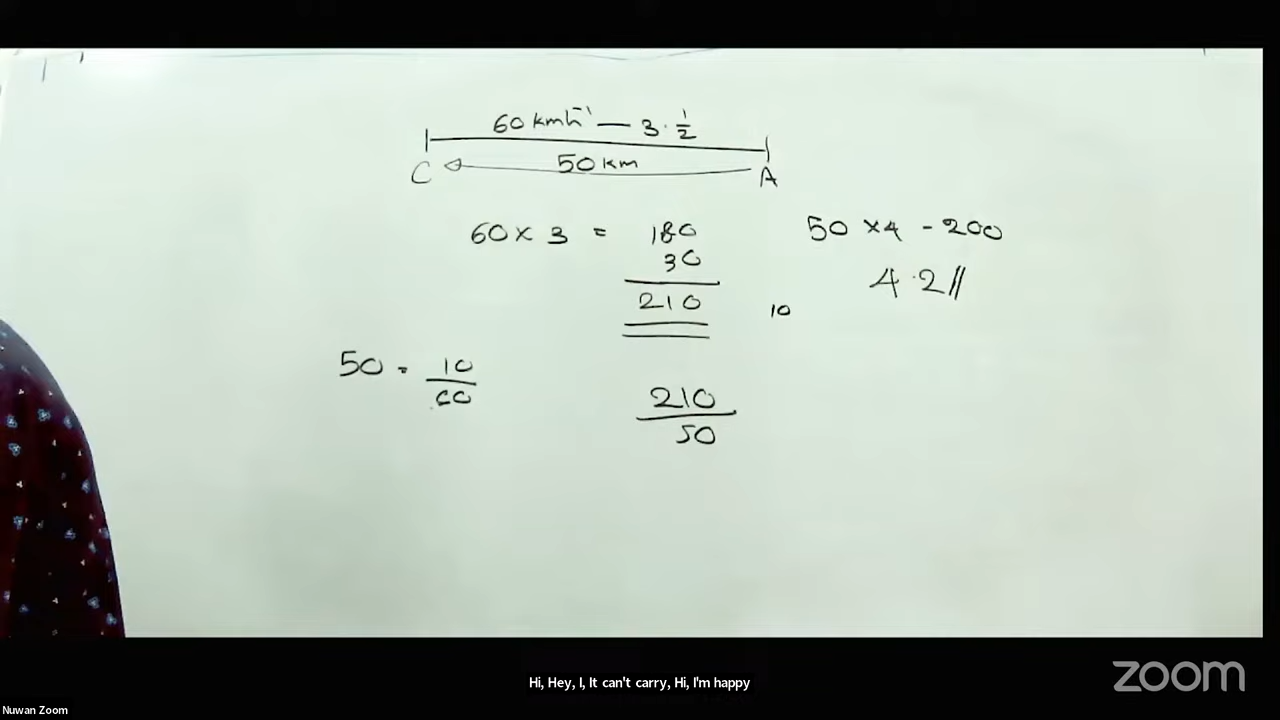 60 kmh⁻¹ — 3·½
50 km
C
A
60 × 3 = 180
30
210
50 × 4 - 200
4.2//
10
50 = 10/60
210/50
Hi, Hey, I, It can't carry, Hi, I'm happy
zoom
Nuwan Zoom